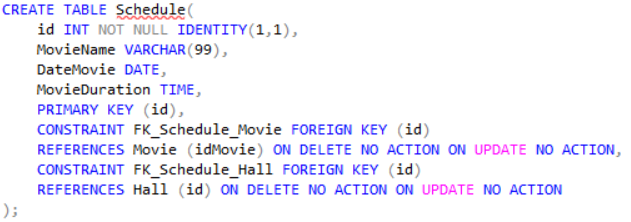 CREATE TABLE Schedule(
id INT NOT NULL IDENTITY(1,1),
MovieName VARCHAR(99),
DateMovie DATE,
MovieDuration TIME,
PRIMARY KEY (id),
CONSTRAINT FK_Schedule_Movie FOREIGN KEY (id)
REFERENCES Movie (idMovie) ON DELETE NO ACTION ON UPDATE NO ACTION,
CONSTRAINT FK_Schedule_Hall FOREIGN KEY (id)
REFERENCES Hall (id) ON DELETE NO ACTION ON UPDATE NO ACTION
);